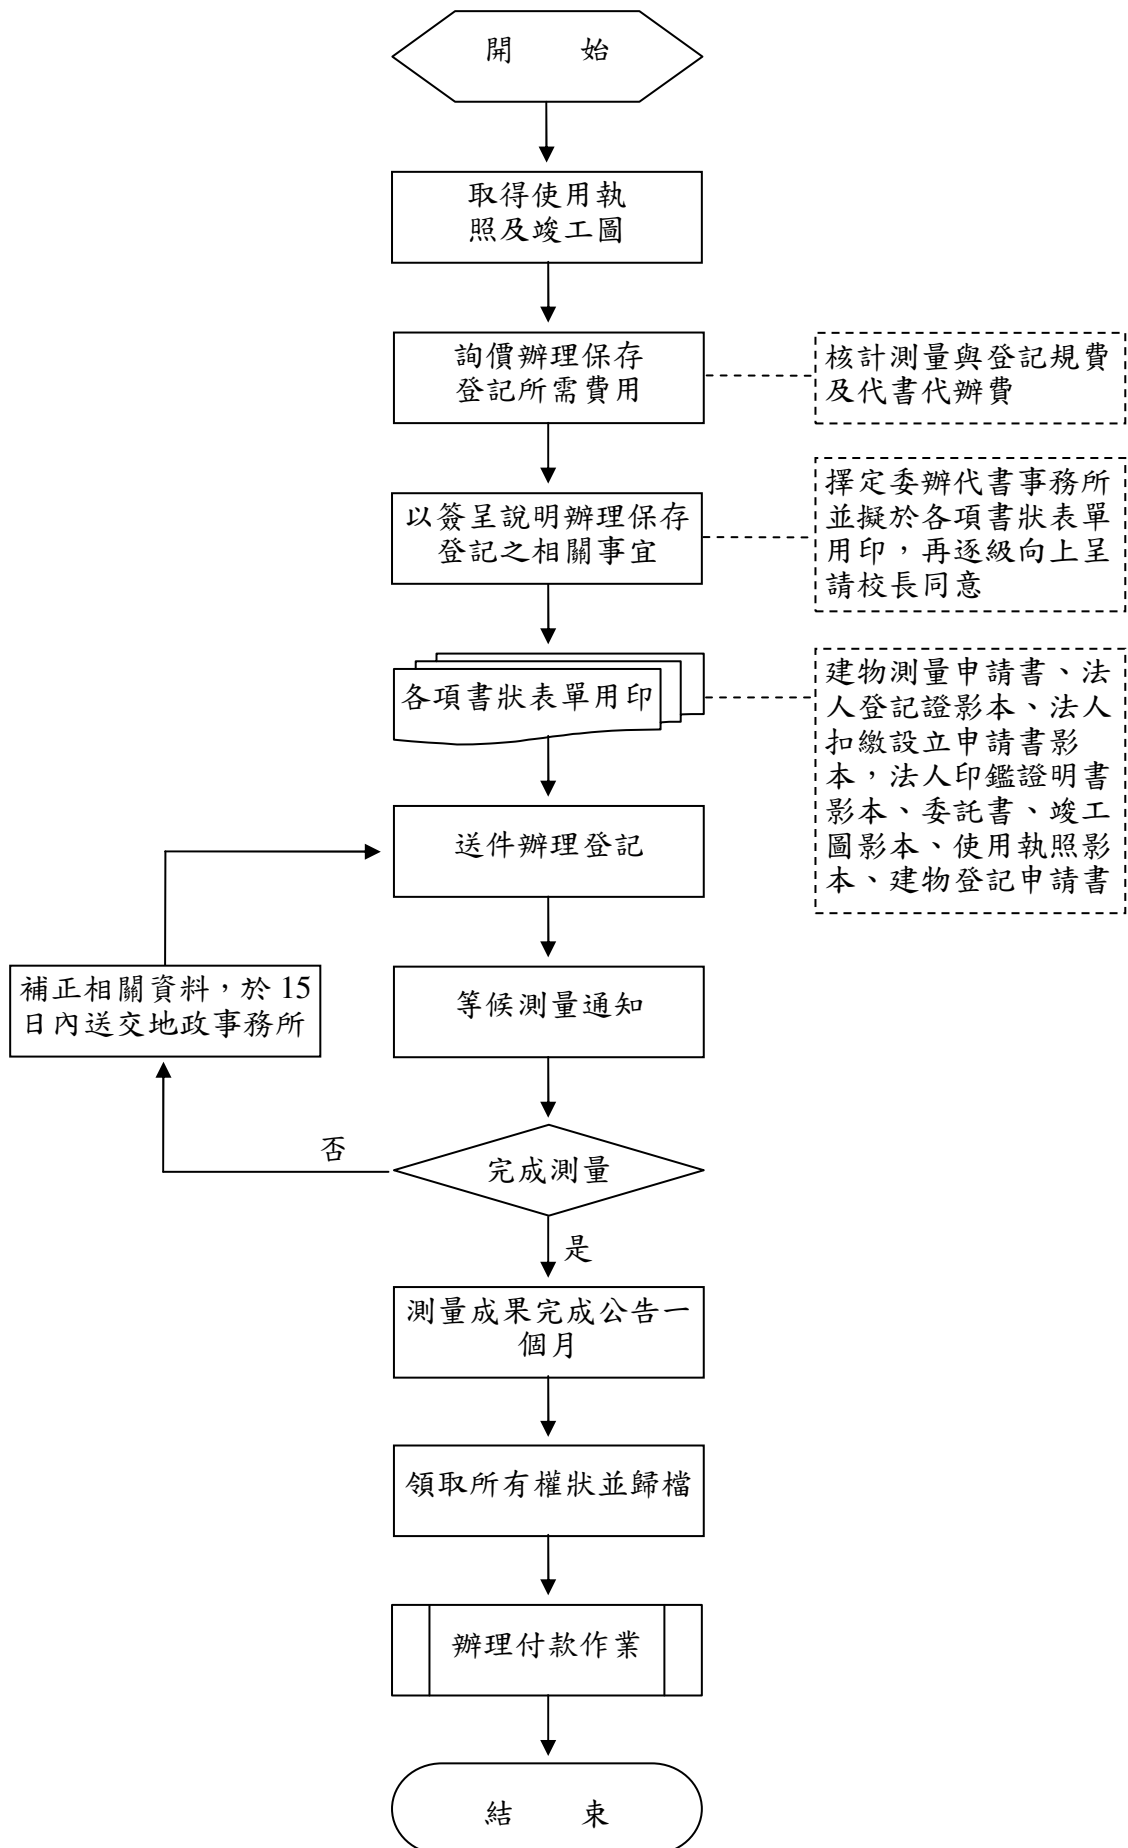 開　始
取得使用執
照及竣工圖
詢價辦理保存
登記所需費用
核計測量與登記規費
及代書代辦費
以簽呈說明辦理保存
登記之相關事宜
擇定委辦代書事務所
並擬於各項書狀表單
用印，再逐級向上呈
請校長同意
各項書狀表單用印
建物測量申請書、法
人登記證影本、法人
扣繳設立申請書影
本，法人印鑑證明書
影本、委託書、竣工
圖影本、使用執照影
本、建物登記申請書
送件辦理登記
補正相關資料，於 15
日內送交地政事務所
等候測量通知
否
完成測量
是
測量成果完成公告一
個月
領取所有權狀並歸檔
辦理付款作業
結　束